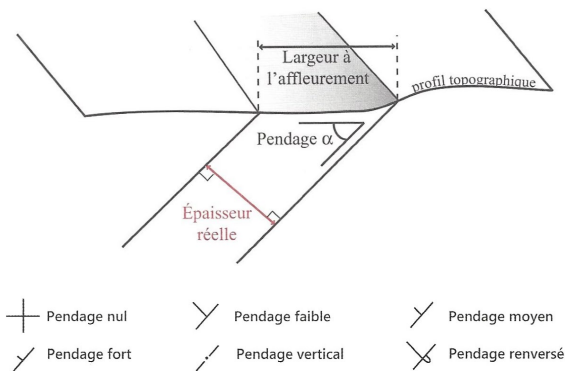 Largeur à
l'affleurement
profil topographique
Pendage α
Épaisseur
réelle
Pendage nul
Pendage faible
Pendage moyen
Pendage fort
Pendage vertical
Pendage renversé